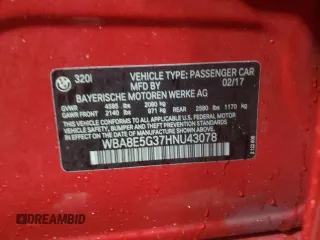 320i VEHICLE TYPE: PASSENGER CAR
MFD BY 02/17
BAYERISCHE MOTOREN WERKE AG
GVWR 4585 lbs 2080 kg
GAWR FRONT 2140 lbs 971 kg REAR 2580 lbs 1170 kg
THIS VEHICLE CONFORMS TO ALL APPLICABLE U.S. FEDERAL MOTOR
VEHICLE SAFETY, BUMPER, AND THEFT PREVENTION STANDARDS IN
EFFECT ON THE DATE OF MANUFACTURE SHOWN ABOVE.
WBA8E5G37HNU43078
DREAMBID